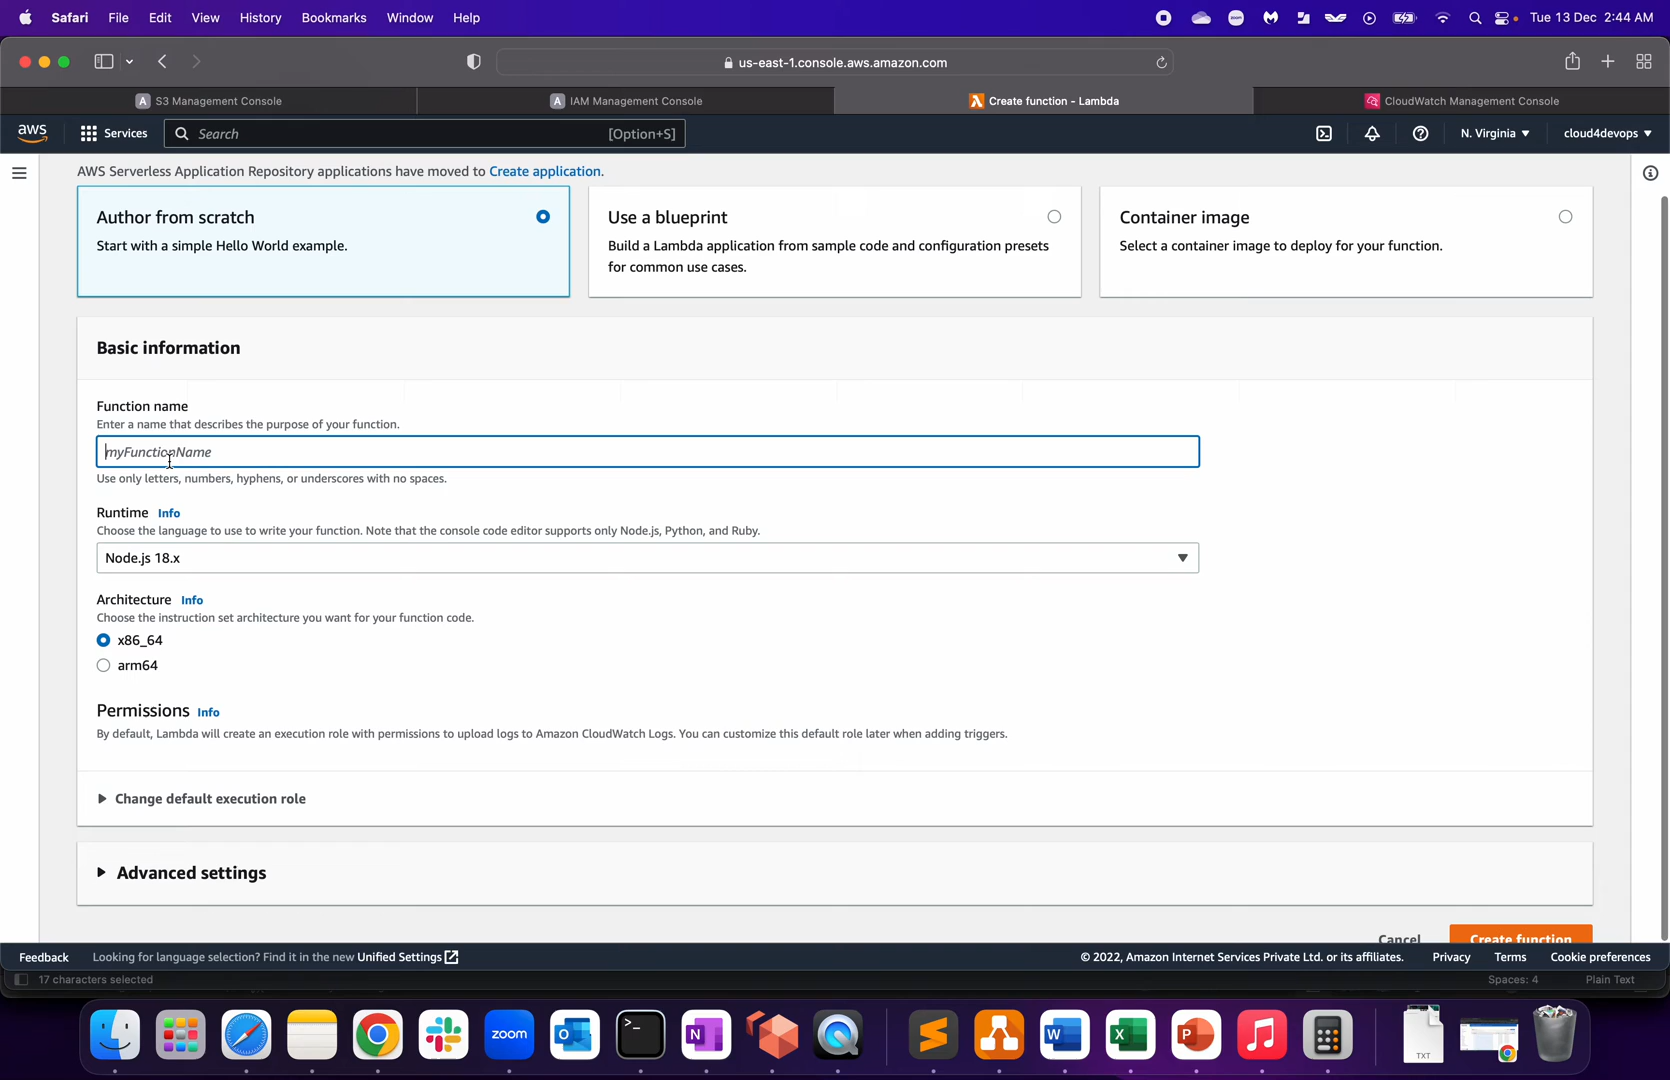 Safari File Edit View History Bookmarks Window Help
zoom
Tue 13 Dec 2:44 AM
us-east-1.console.aws.amazon.com
A S3 Management Console
A IAM Management Console
Create function - Lambda
CloudWatch Management Console
aws Services Search [Option+S] N. Virginia cloud4devops
AWS Serverless Application Repository applications have moved to Create application.
Author from scratch
Start with a simple Hello World example.
Use a blueprint
Build a Lambda application from sample code and configuration presets
for common use cases.
Container image
Select a container image to deploy for your function.
Basic information
Function name
Enter a name that describes the purpose of your function.
myFunctionName
Use only letters, numbers, hyphens, or underscores with no spaces.
Runtime Info
Choose the language to use to write your function. Note that the console code editor supports only Node.js, Python, and Ruby.
Node.js 18.x
Architecture Info
Choose the instruction set architecture you want for your function code.
x86_64
arm64
Permissions Info
By default, Lambda will create an execution role with permissions to upload logs to Amazon CloudWatch Logs. You can customize this default role later when adding triggers.
Change default execution role
Advanced settings
Cancel Create function
Feedback Looking for language selection? Find it in the new Unified Settings © 2022, Amazon Internet Services Private Ltd. or its affiliates. Privacy Terms Cookie preferences
17 characters selected Spaces: 4 Plain Text
zoom
O
N
W
X
P
TXT